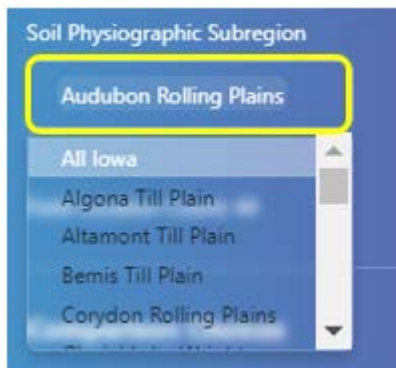 Soil Physiographic Subregion
Audubon Rolling Plains
All Iowa
Algona Till Plain
Altamont Till Plain
Bemis Till Plain
Corydon Rolling Plains